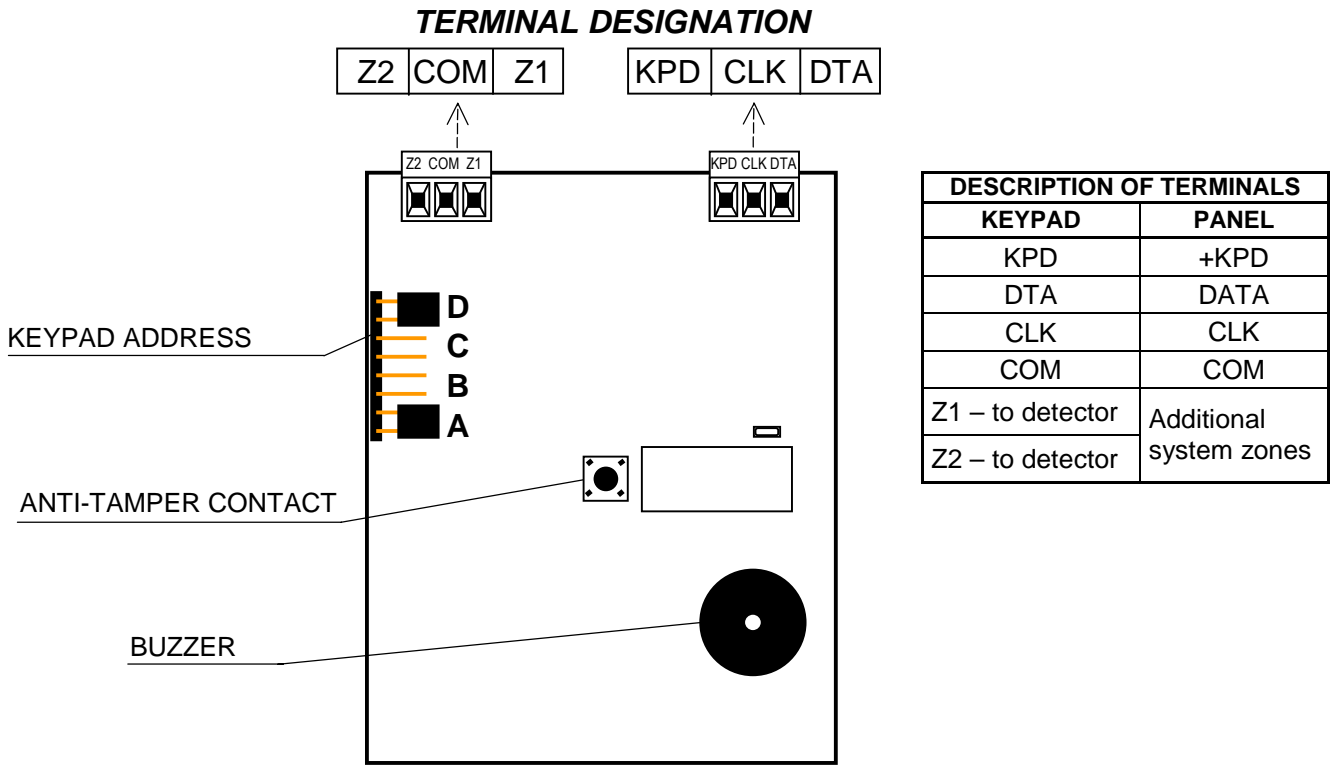 TERMINAL DESIGNATION
Z2 COM Z1
KPD CLK DTA
Z2 COM Z1
KPD CLK DTA
D
C
B
A
KEYPAD ADDRESS
ANTI-TAMPER CONTACT
BUZZER
DESCRIPTION OF TERMINALS
KEYPAD PANEL
KPD +KPD
DTA DATA
CLK CLK
COM COM
Z1 – to detector
Z2 – to detector
Additional
system zones